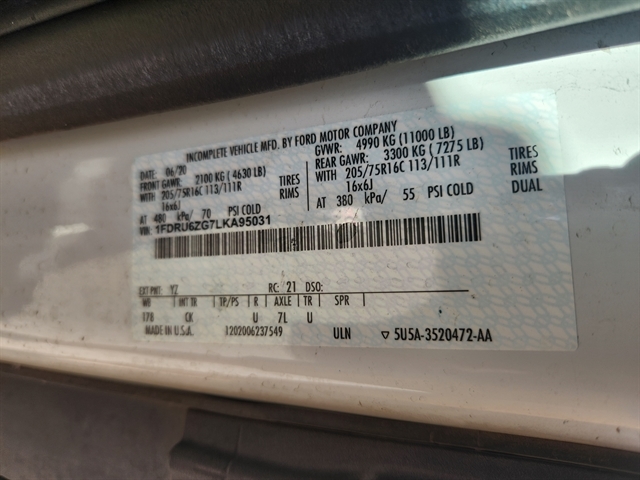 INCOMPLETE VEHICLE MFD. BY FORD MOTOR COMPANY
DATE: 06/20 GVWR: 4990 KG (11000 LB)
FRONT GAWR: 2100 KG (4630 LB) REAR GAWR: 3300 KG (7275 LB)
WITH 205/75R16C 113/111R TIRES WITH 205/75R16C 113/111R TIRES
16x6J RIMS 16x6J RIMS
AT 480 kPa/ 70 PSI COLD AT 380 kPa/ 55 PSI COLD DUAL
VIN: 1FDRU6ZG7LKA95031
EXT PNT: YZ RC: 21 DSO:
WB INT TR TP/PS R AXLE TR SPR
178 CK U 7L U
MADE IN U.S.A. 1202006237549 ULN ▽ 5U5A-3520472-AA